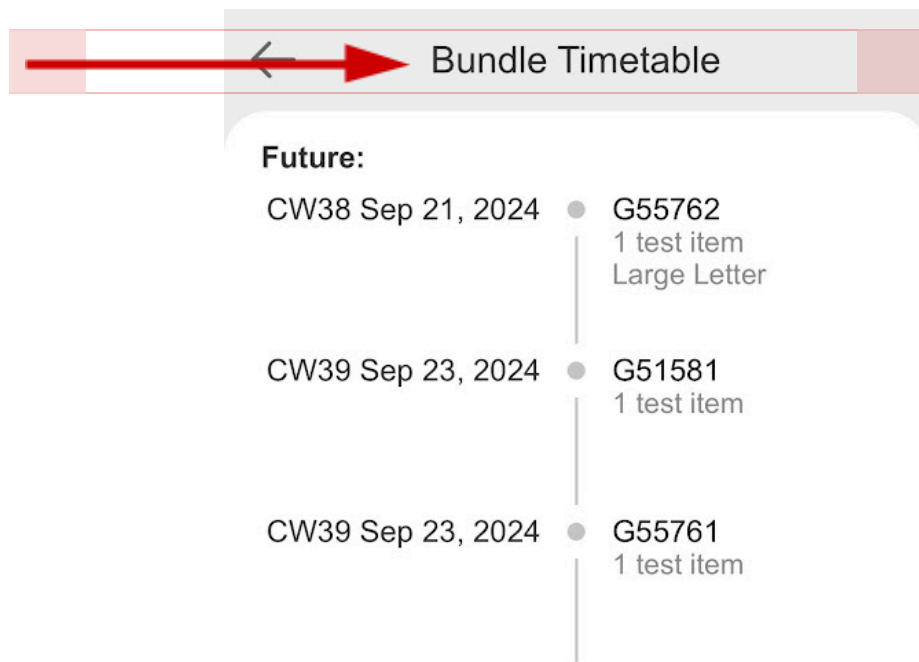 Bundle Timetable
Future:
CW38 Sep 21, 2024 G55762
1 test item
Large Letter
CW39 Sep 23, 2024 G51581
1 test item
CW39 Sep 23, 2024 G55761
1 test item